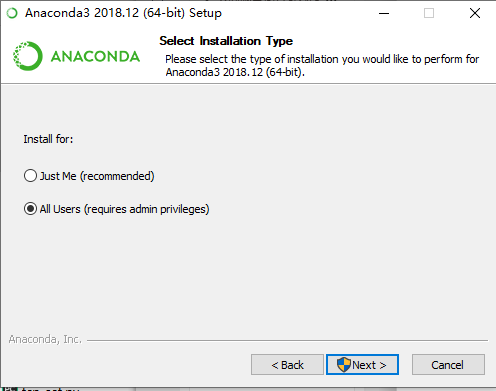 Anaconda3 2018.12 (64-bit) Setup
ANACONDA
Select Installation Type
Please select the type of installation you would like to perform for
Anaconda3 2018.12 (64-bit).
Install for:
Just Me (recommended)
All Users (requires admin privileges)
Anaconda, Inc.
< Back
Next >
Cancel